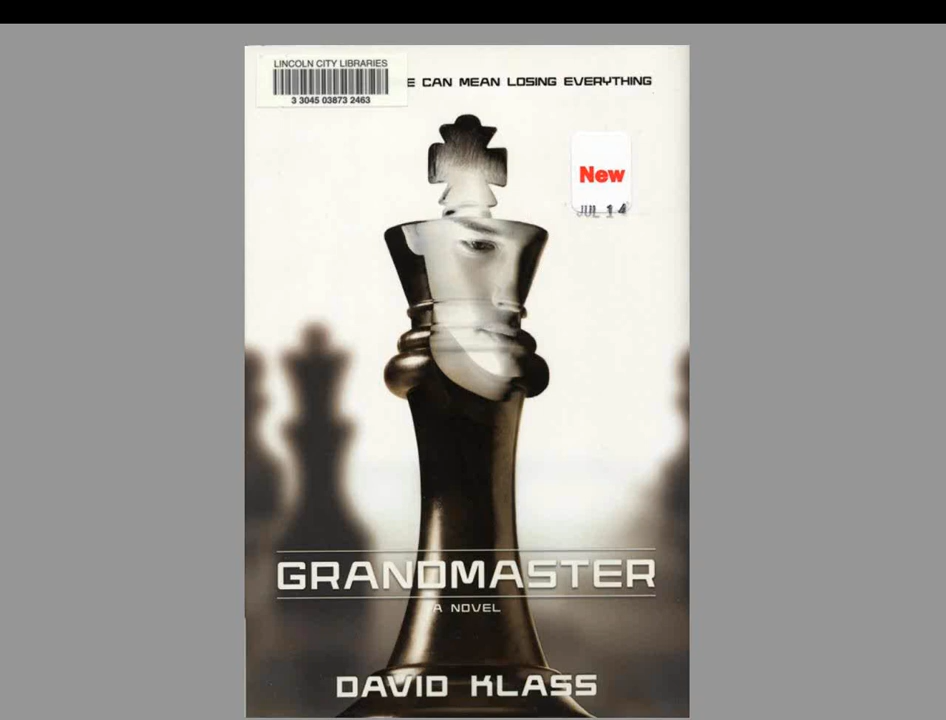 LINCOLN CITY LIBRARIES
3 3045 03873 2463
CAN MEAN LOSING EVERYTHING
New
JUL 14
GRANDMASTER
A NOVEL
DAVID KLASS